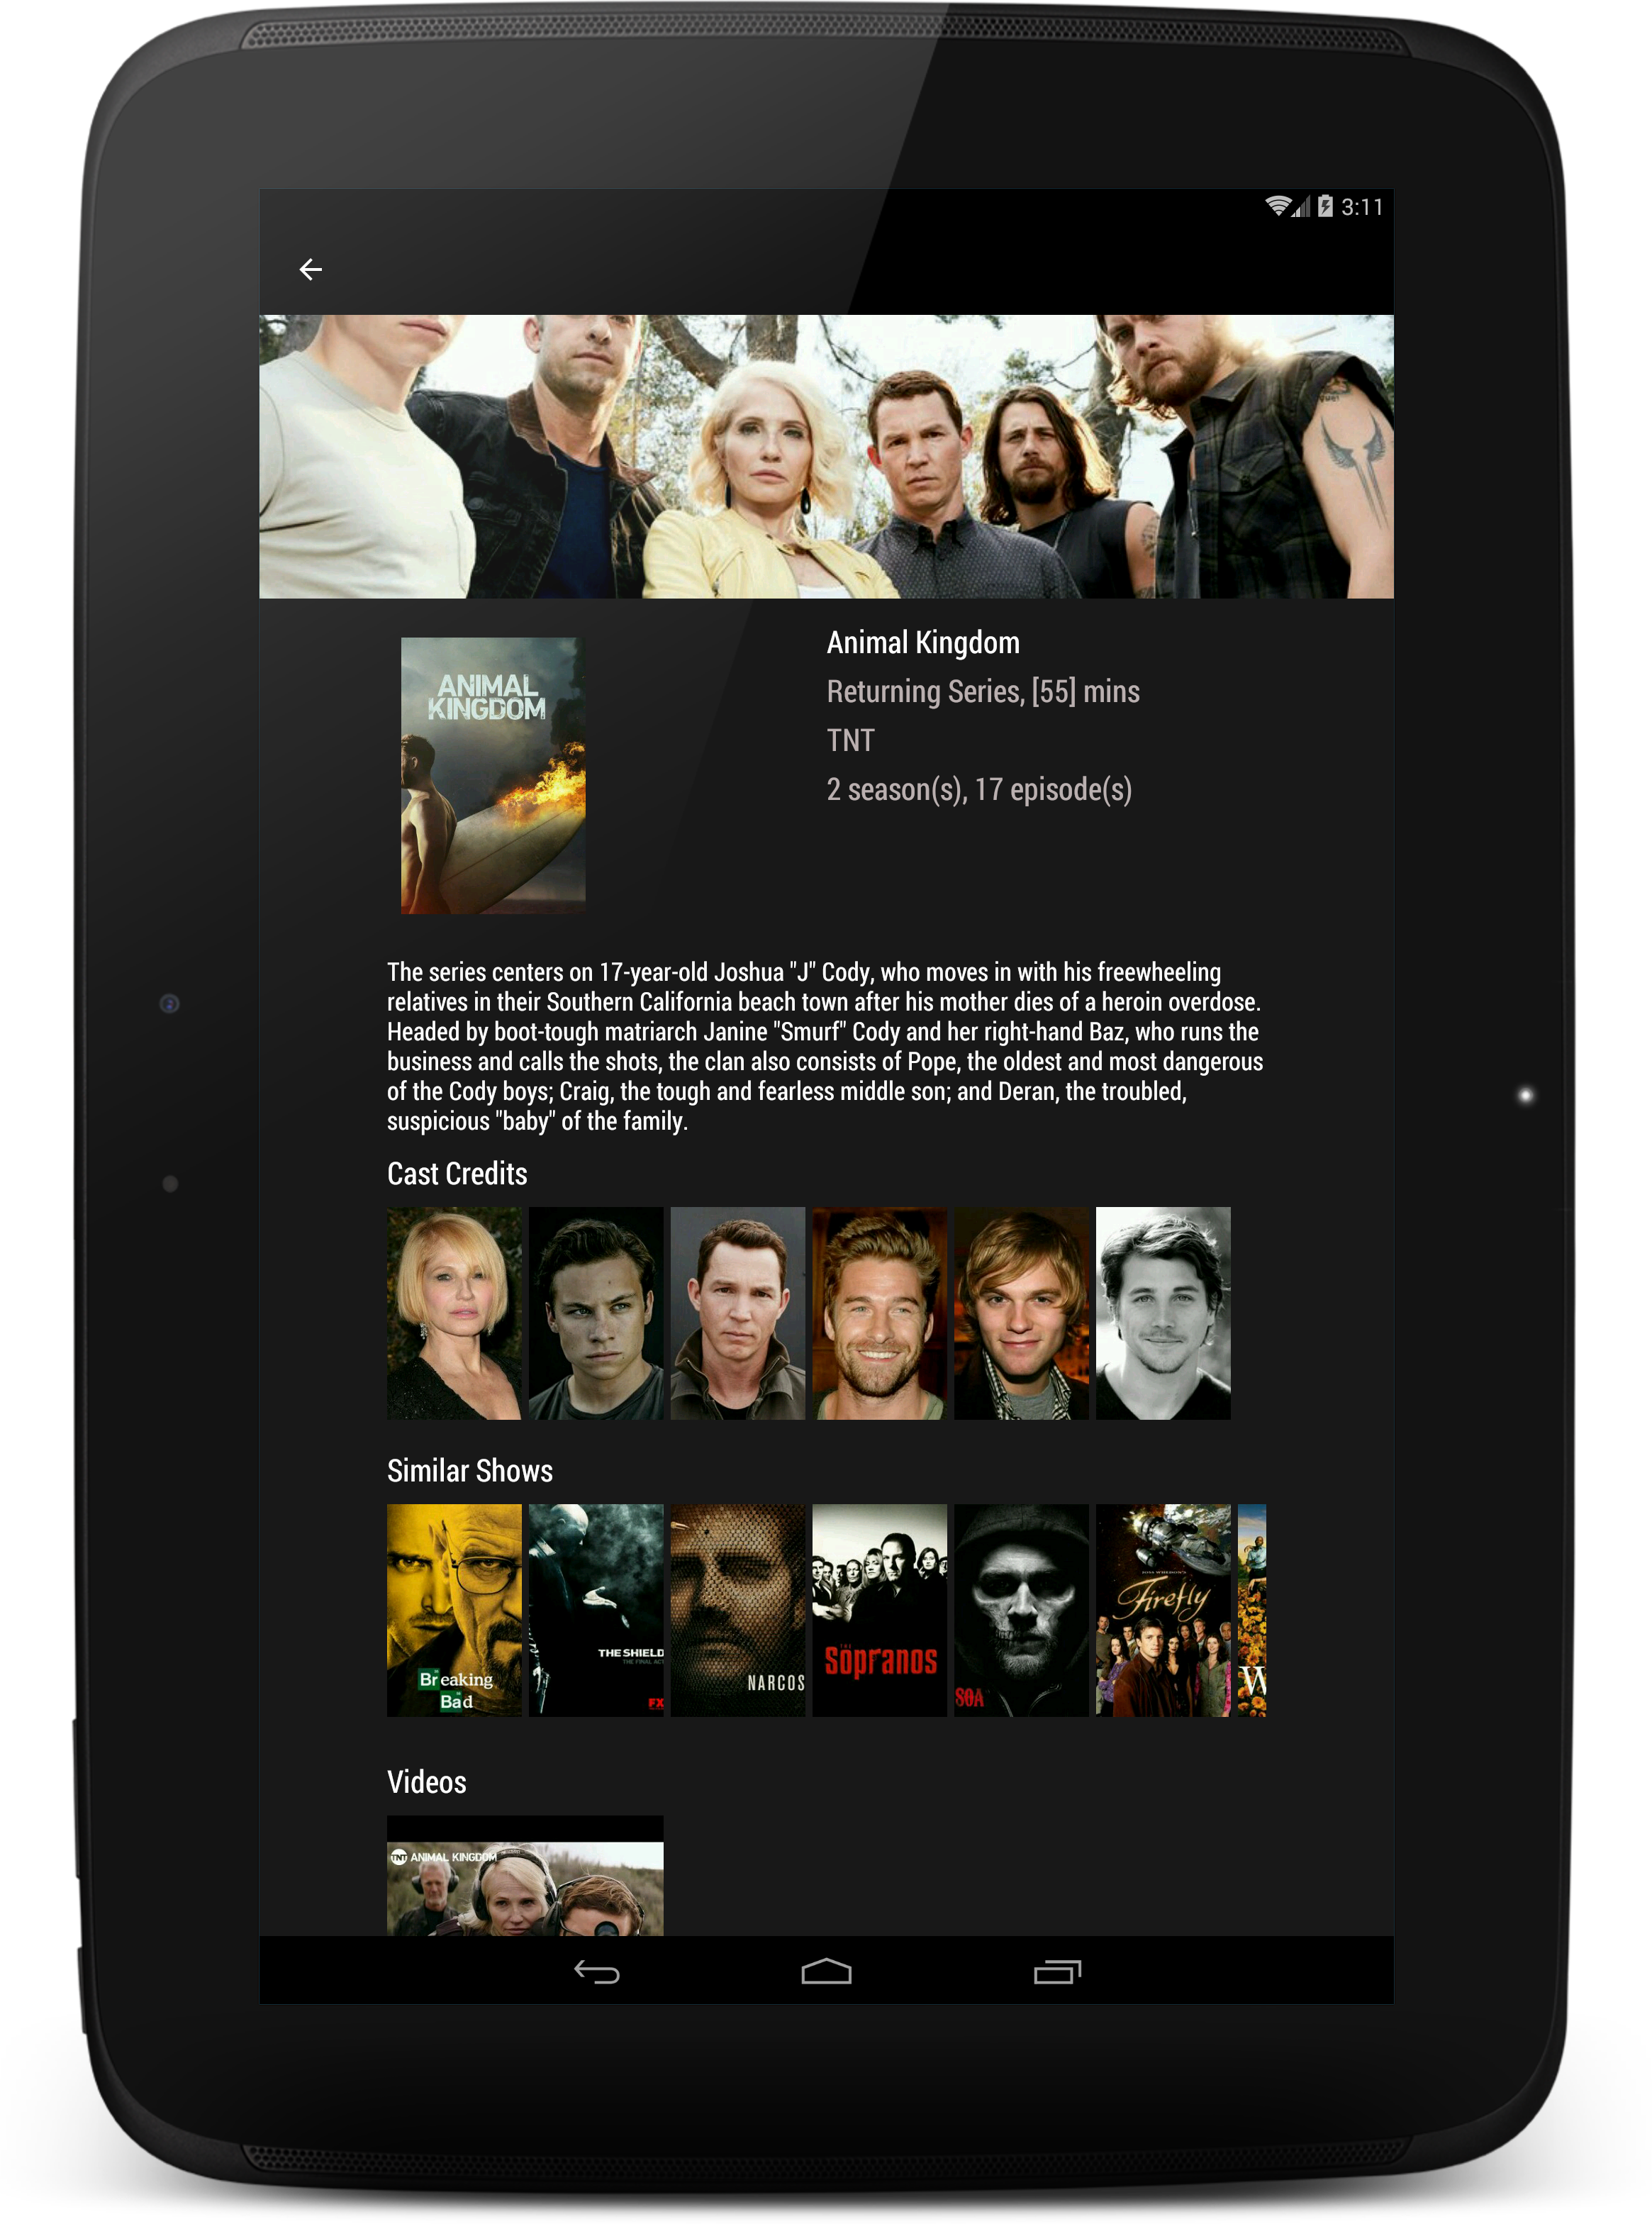 3:11
Animal Kingdom
Returning Series, [55] mins
TNT
2 season(s), 17 episode(s)
ANIMAL
KINGDOM
The series centers on 17-year-old Joshua "J" Cody, who moves in with his freewheeling
relatives in their Southern California beach town after his mother dies of a heroin overdose.
Headed by boot-tough matriarch Janine "Smurf" Cody and her right-hand Baz, who runs the
business and calls the shots, the clan also consists of Pope, the oldest and most dangerous
of the Cody boys; Craig, the tough and fearless middle son; and Deran, the troubled,
suspicious "baby" of the family.
Cast Credits
Similar Shows
Breaking
Bad
THE SHIELD
THE FINAL ACT
FX
NARCOS
THE
Sopranos
SOA
Firefly
W
Videos
TNT ANIMAL KINGDOM